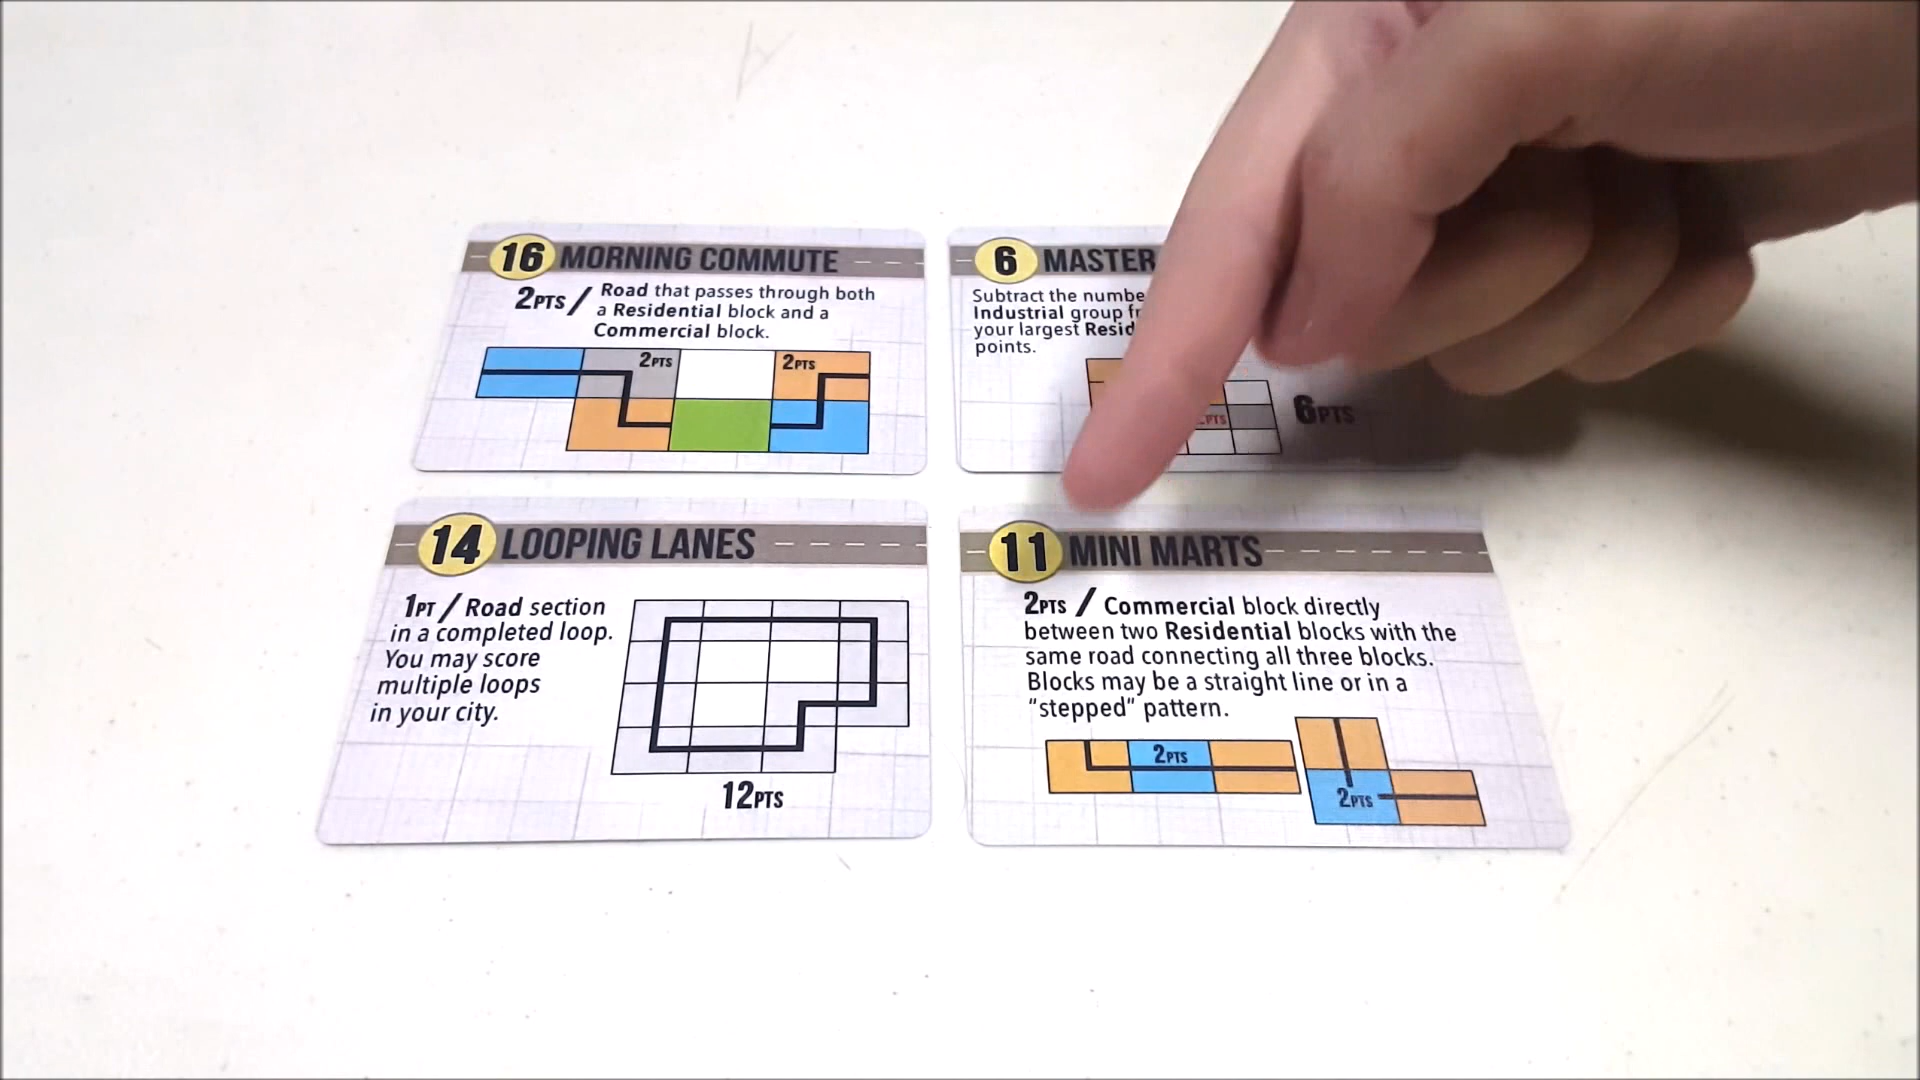 16 MORNING COMMUTE
2PTS / Road that passes through both
a Residential block and a
Commercial block.
2PTS
2PTS
6 MASTER
Subtract the
Industrial group
your largest
points.
6PTS
14 LOOPING LANES
1PT / Road section
in a completed loop.
You may score
multiple loops
in your city.
12PTS
11 MINI MARTS
2PTS / Commercial block directly
between two Residential blocks with the
same road connecting all three blocks.
Blocks may be a straight line or in a
"stepped" pattern.
2PTS
2PTS